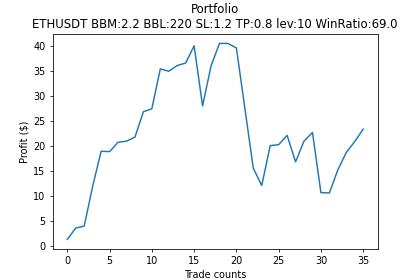 Portfolio
ETHUSDT BBM:2.2 BBL:220 SL:1.2 TP:0.8 lev:10 WinRatio:69.0
Profit ($)
40
35
30
25
20
15
10
5
0
0 5 10 15 20 25 30 35
Trade counts